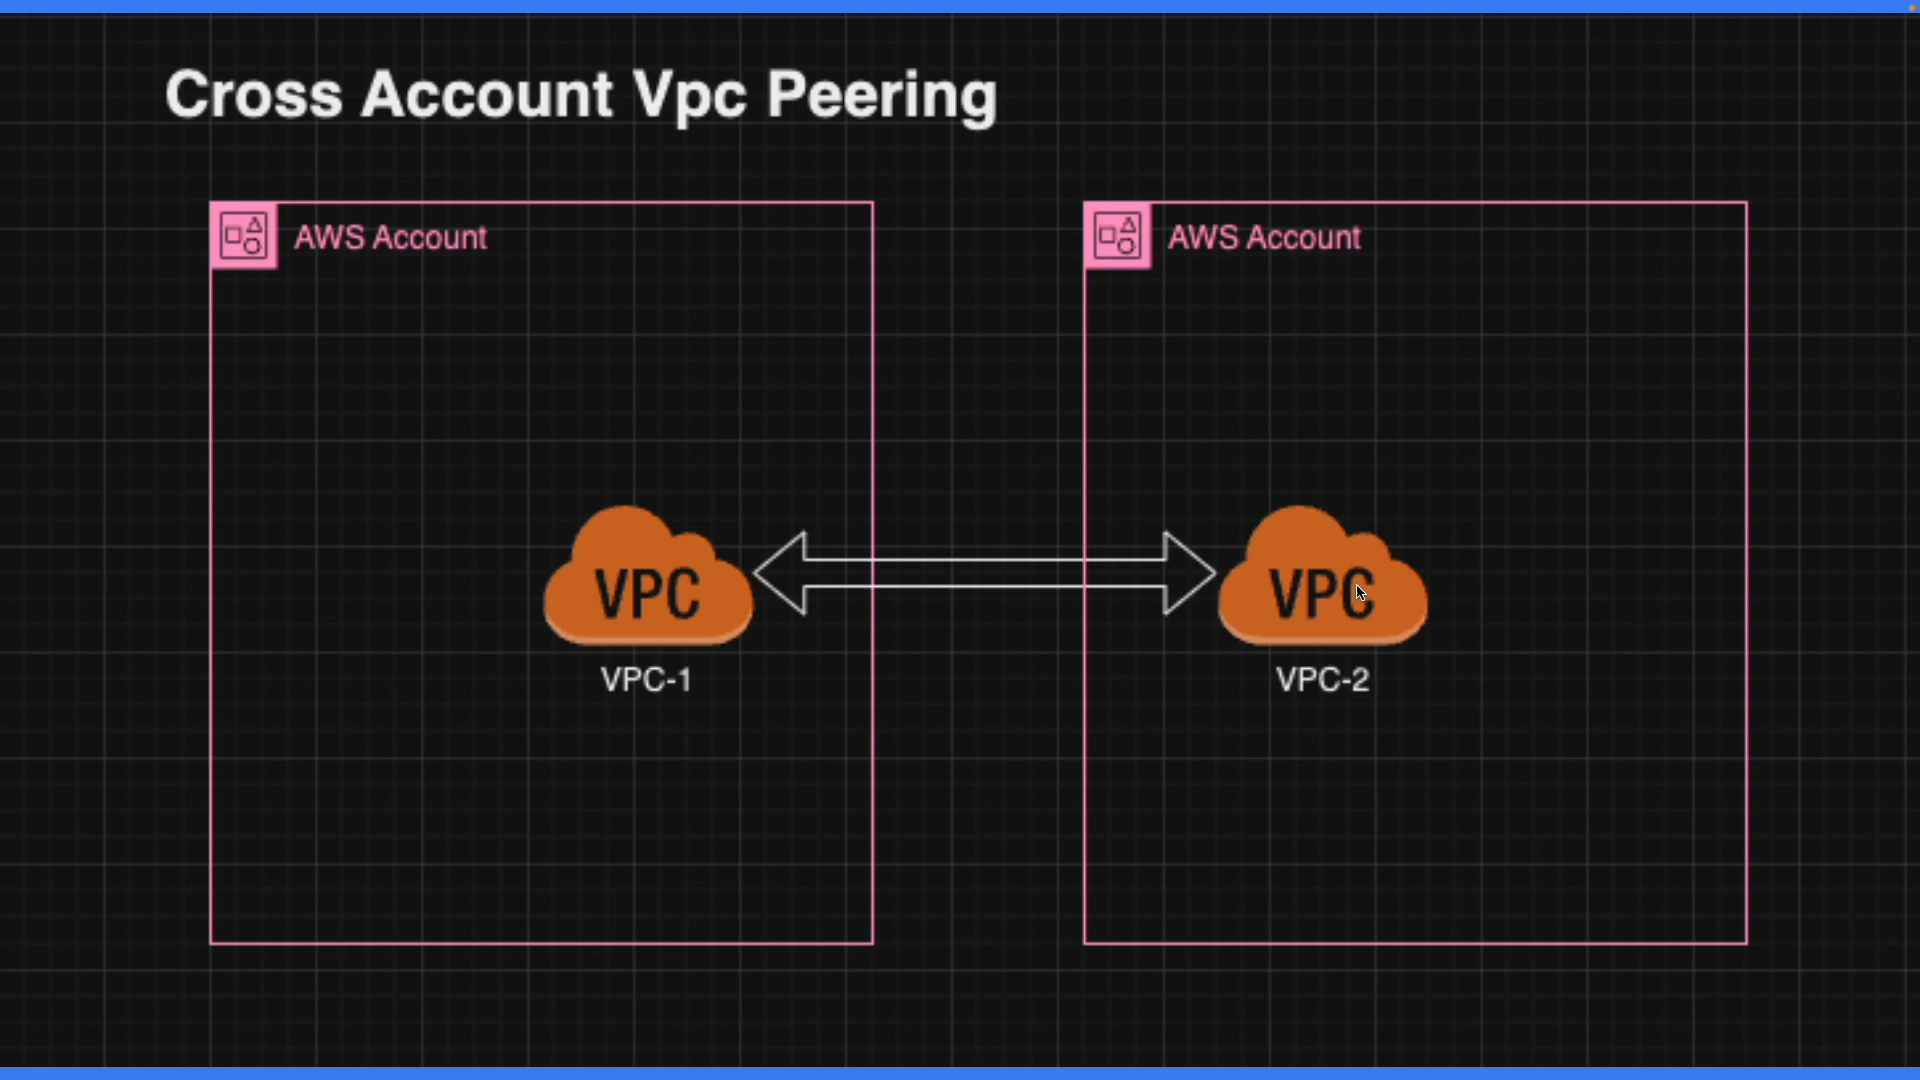 Cross Account Vpc Peering
AWS Account
AWS Account
VPC
VPC
VPC-1
VPC-2